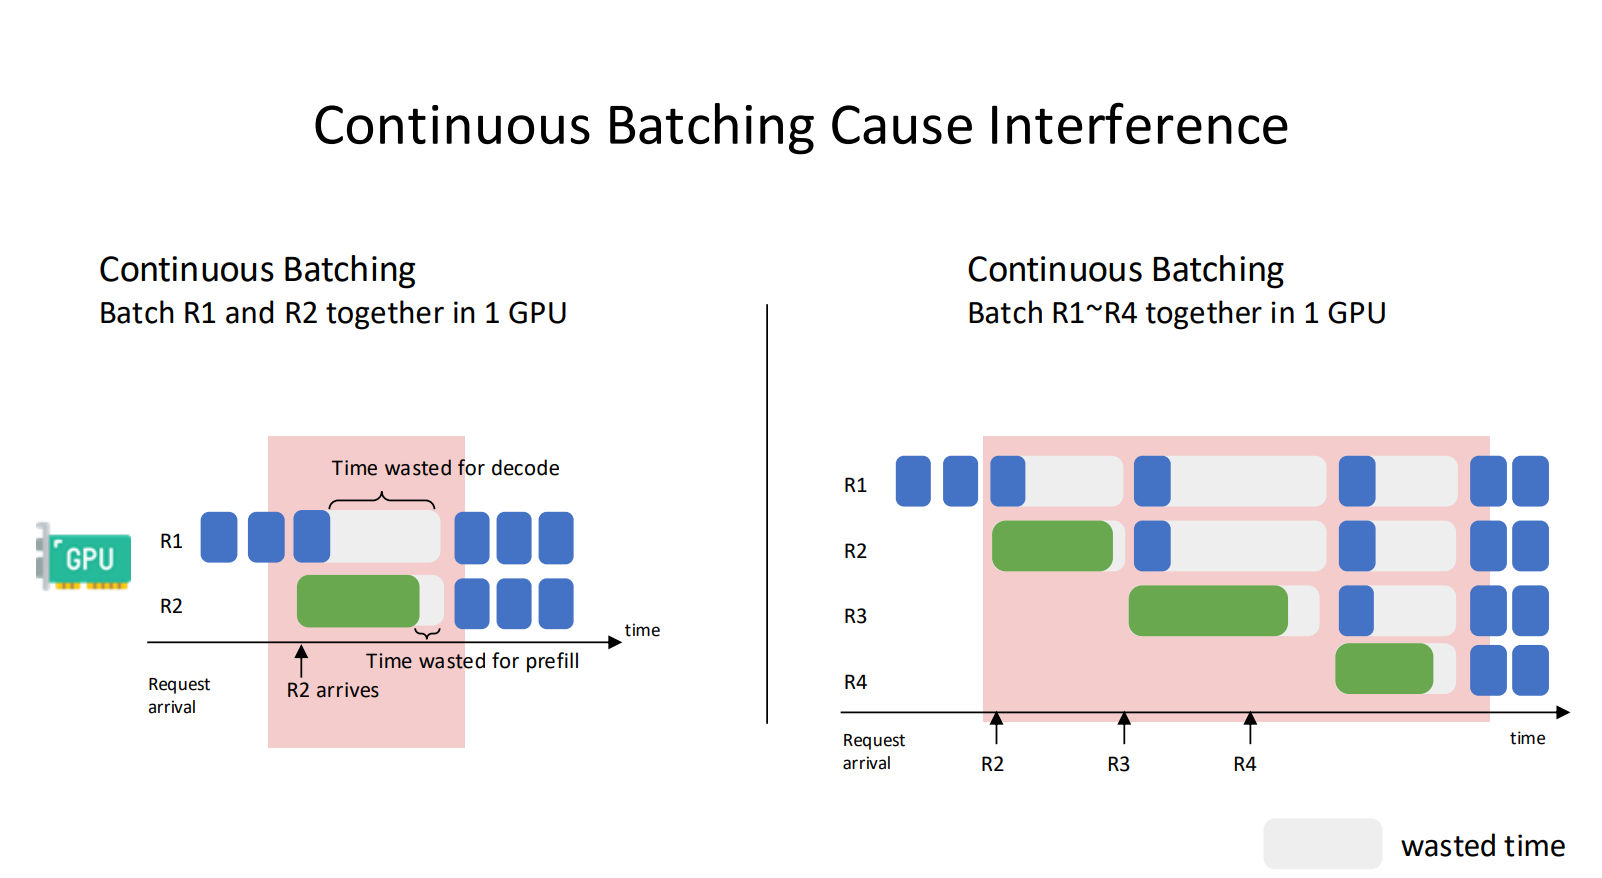 Continuous Batching Cause Interference
Continuous Batching
Batch R1 and R2 together in 1 GPU
Time wasted for decode
GPU
R1
R2
time
Time wasted for prefill
Request
arrival
R2 arrives
Continuous Batching
Batch R1~R4 together in 1 GPU
R1
R2
R3
R4
Request
arrival
R2
R3
R4
time
wasted time